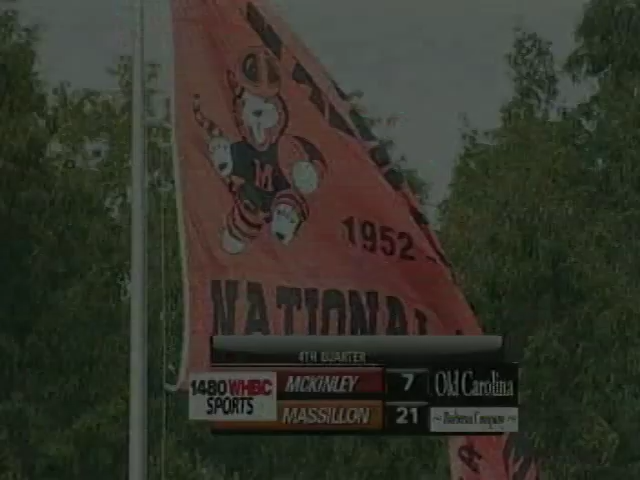 M
1952
NATIONAL
4TH QUARTER
1480 WHBC
SPORTS
MCKINLEY 7
MASSILLON 21
Old Carolina
~ Barbecue Company ~